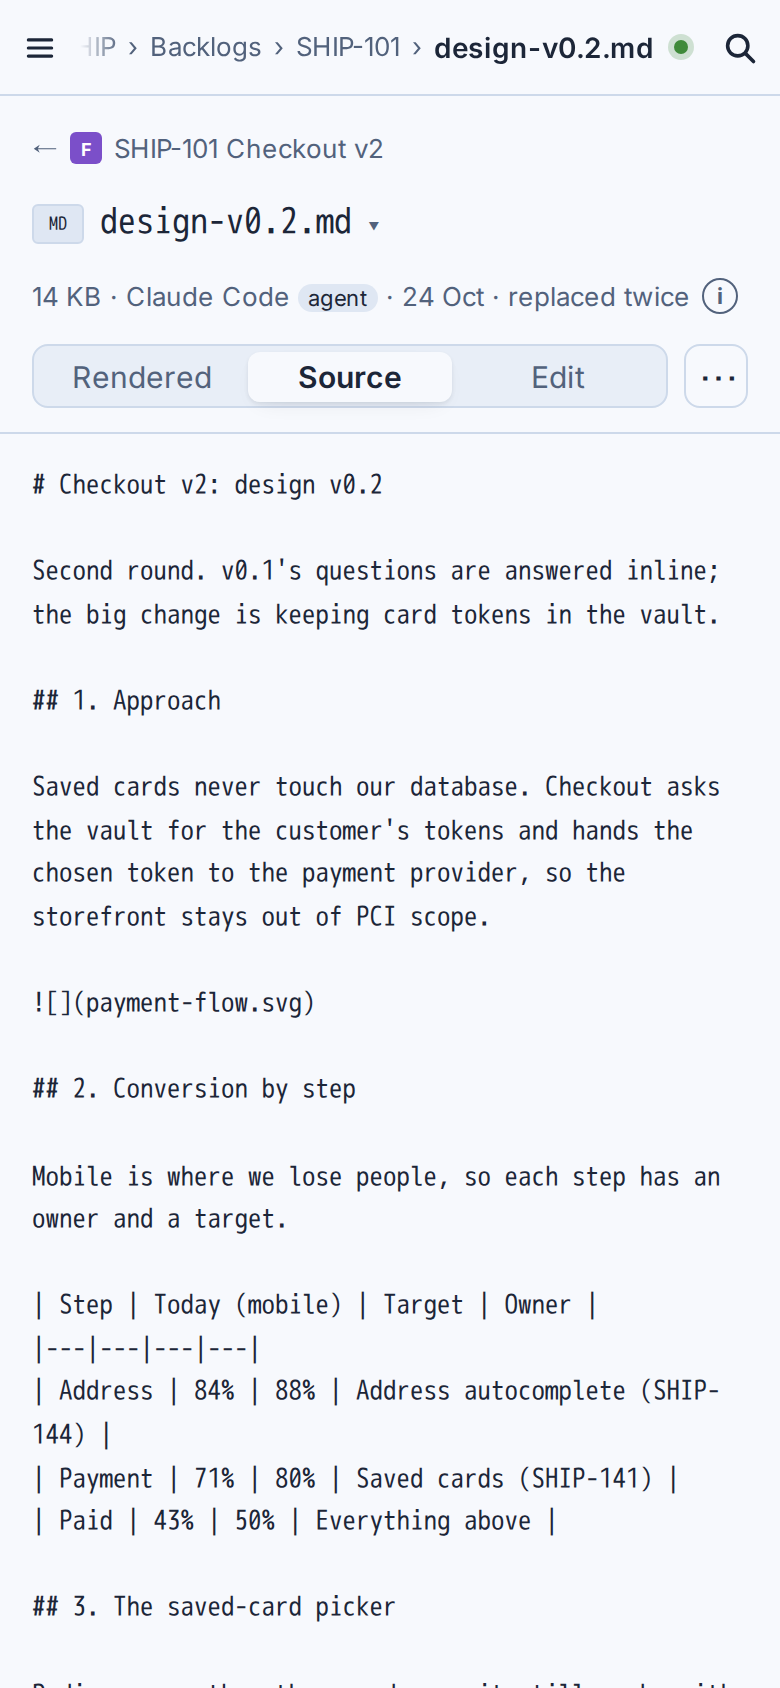 HIP › Backlogs › SHIP-101 › design-v0.2.md
← F SHIP-101 Checkout v2
MD design-v0.2.md ▾
14 KB · Claude Code agent · 24 Oct · replaced twice i
Rendered Source Edit ...
# Checkout v2: design v0.2
Second round. v0.1's questions are answered inline;
the big change is keeping card tokens in the vault.
## 1. Approach
Saved cards never touch our database. Checkout asks
the vault for the customer's tokens and hands the
chosen token to the payment provider, so the
storefront stays out of PCI scope.
![](payment-flow.svg)
## 2. Conversion by step
Mobile is where we lose people, so each step has an
owner and a target.
| Step | Today (mobile) | Target | Owner |
|---|---|---|---|
| Address | 84% | 88% | Address autocomplete (SHIP-
144) |
| Payment | 71% | 80% | Saved cards (SHIP-141) |
| Paid | 43% | 50% | Everything above |
## 3. The saved-card picker